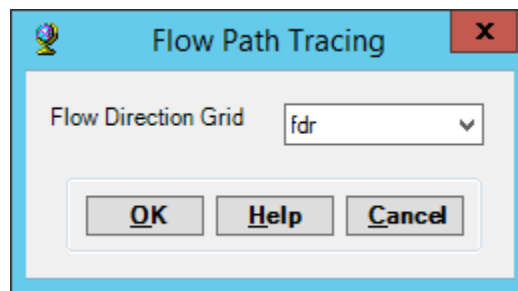 Flow Path Tracing x
Flow Direction Grid fdr
OK Help Cancel